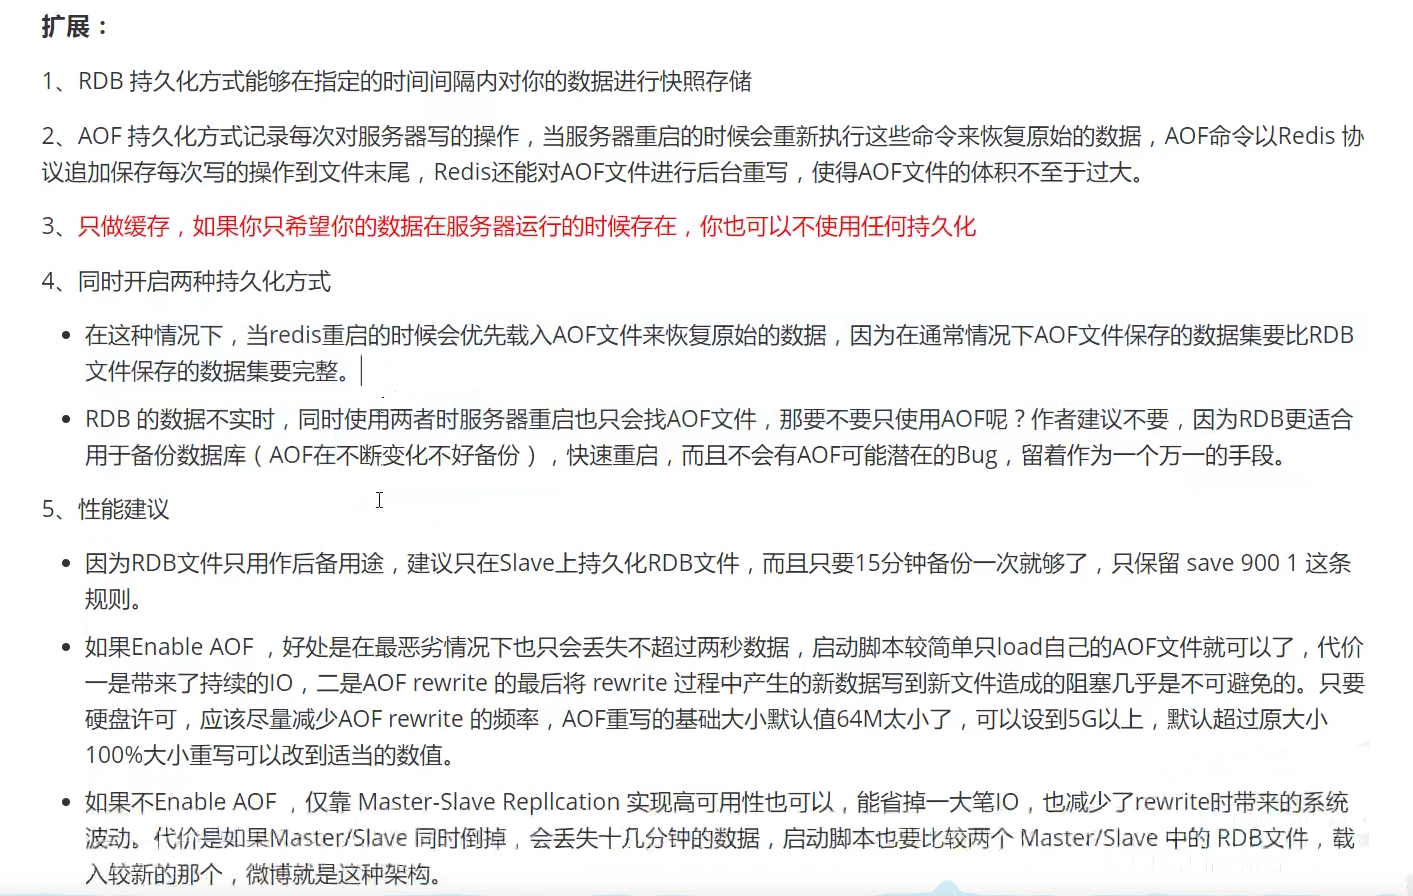 扩展：
1、RDB 持久化方式能够在指定的时间间隔内对你的数据进行快照存储
2、AOF 持久化方式记录每次对服务器写的操作，当服务器重启的时候会重新执行这些命令来恢复原始的数据，AOF命令以Redis 协
议追加保存每次写的操作到文件末尾，Redis还能对AOF文件进行后台重写，使得AOF文件的体积不至于过大。
3、只做缓存，如果你只希望你的数据在服务器运行的时候存在，你也可以不使用任何持久化
4、同时开启两种持久化方式
• 在这种情况下，当redis重启的时候会优先载入AOF文件来恢复原始的数据，因为在通常情况下AOF文件保存的数据集要比RDB
文件保存的数据集要完整。
• RDB 的数据不实时，同时使用两者时服务器重启也只会找AOF文件，那要不要只使用AOF呢？作者建议不要，因为RDB更适合
用于备份数据库（AOF在不断变化不好备份），快速重启，而且不会有AOF可能潜在的Bug，留着作为一个万一的手段。
5、性能建议
• 因为RDB文件只用作后备用途，建议只在Slave上持久化RDB文件，而且只要15分钟备份一次就够了，只保留 save 900 1 这条
规则。
• 如果Enable AOF ，好处是在最恶劣情况下也只会丢失不超过两秒数据，启动脚本较简单只load自己的AOF文件就可以了，代价
一是带来了持续的IO，二是AOF rewrite 的最后将 rewrite 过程中产生的新数据写到新文件造成的阻塞几乎是不可避免的。只要
硬盘许可，应该尽量减少AOF rewrite 的频率，AOF重写的基础大小默认值64M太小了，可以设到5G以上，默认超过原大小
100%大小重写可以改到适当的数值。
• 如果不Enable AOF ，仅靠 Master-Slave Repllcation 实现高可用性也可以，能省掉一大笔IO，也减少了rewrite时带来的系统
波动。代价是如果Master/Slave 同时倒掉，会丢失十几分钟的数据，启动脚本也要比较两个 Master/Slave 中的 RDB文件，载
入较新的那个，微博就是这种架构。